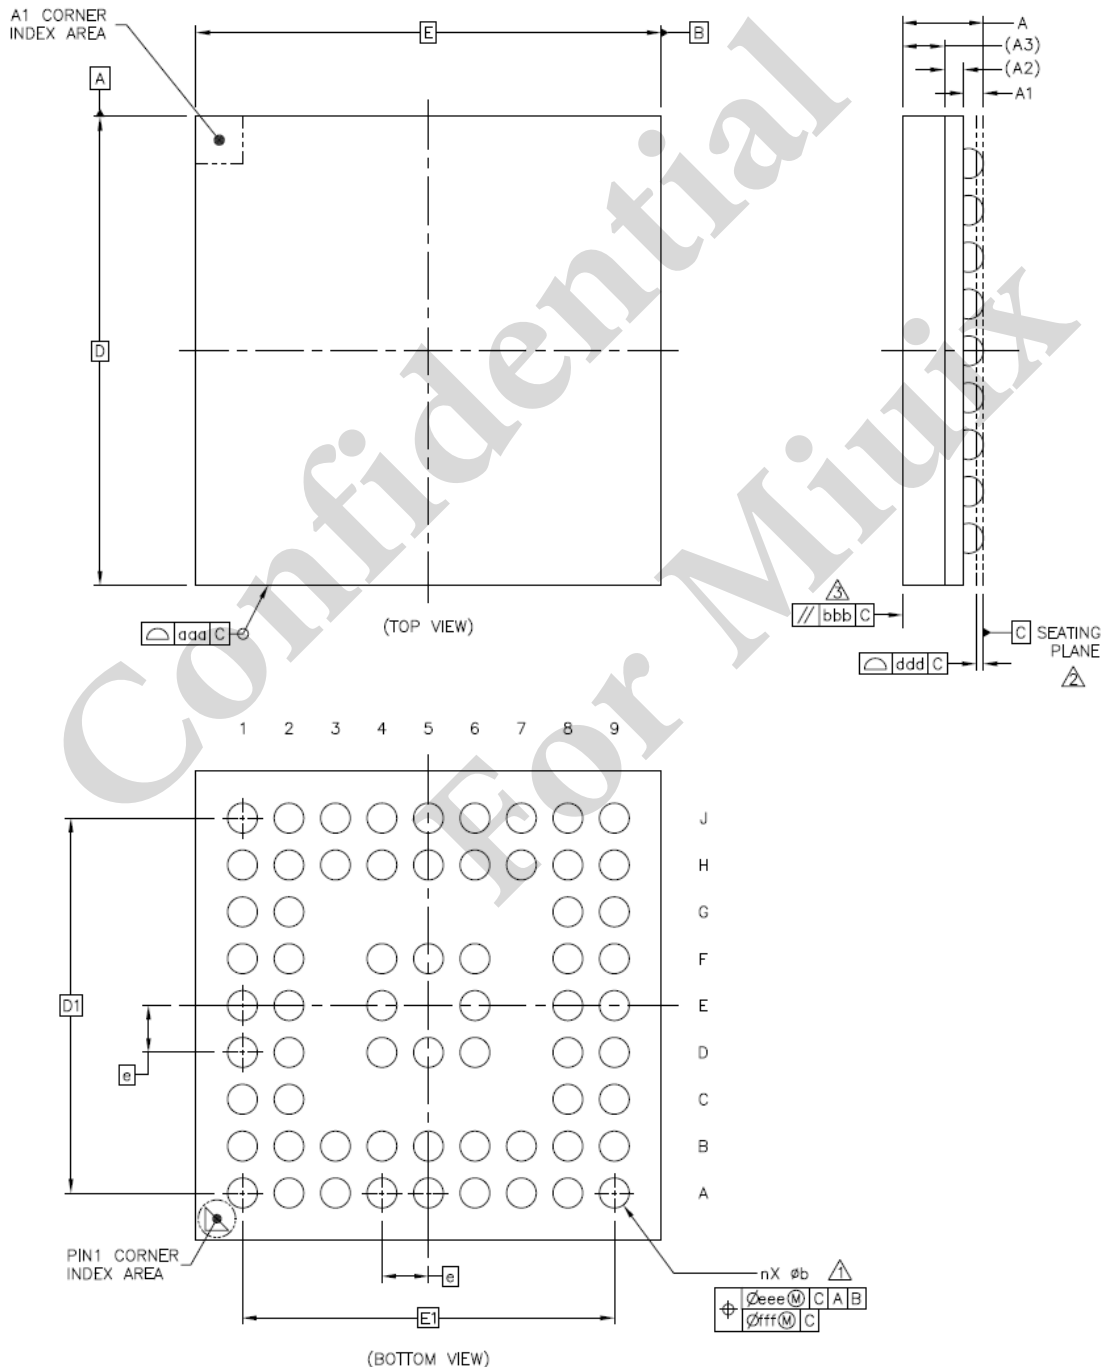 A1 CORNER
INDEX AREA
E
B
A
A
(A3)
(A2)
A1
D
Confidential
For Miuix
aaa C
(TOP VIEW)
3
// bbb C
C SEATING
PLANE
2
ddd C
1 2 3 4 5 6 7 8 9
J
H
G
F
D1
E
e
D
C
B
A
PIN1 CORNER
INDEX AREA
e
nX øb 1
Øeee Ⓜ C A B
Øfff Ⓜ C
E1
(BOTTOM VIEW)